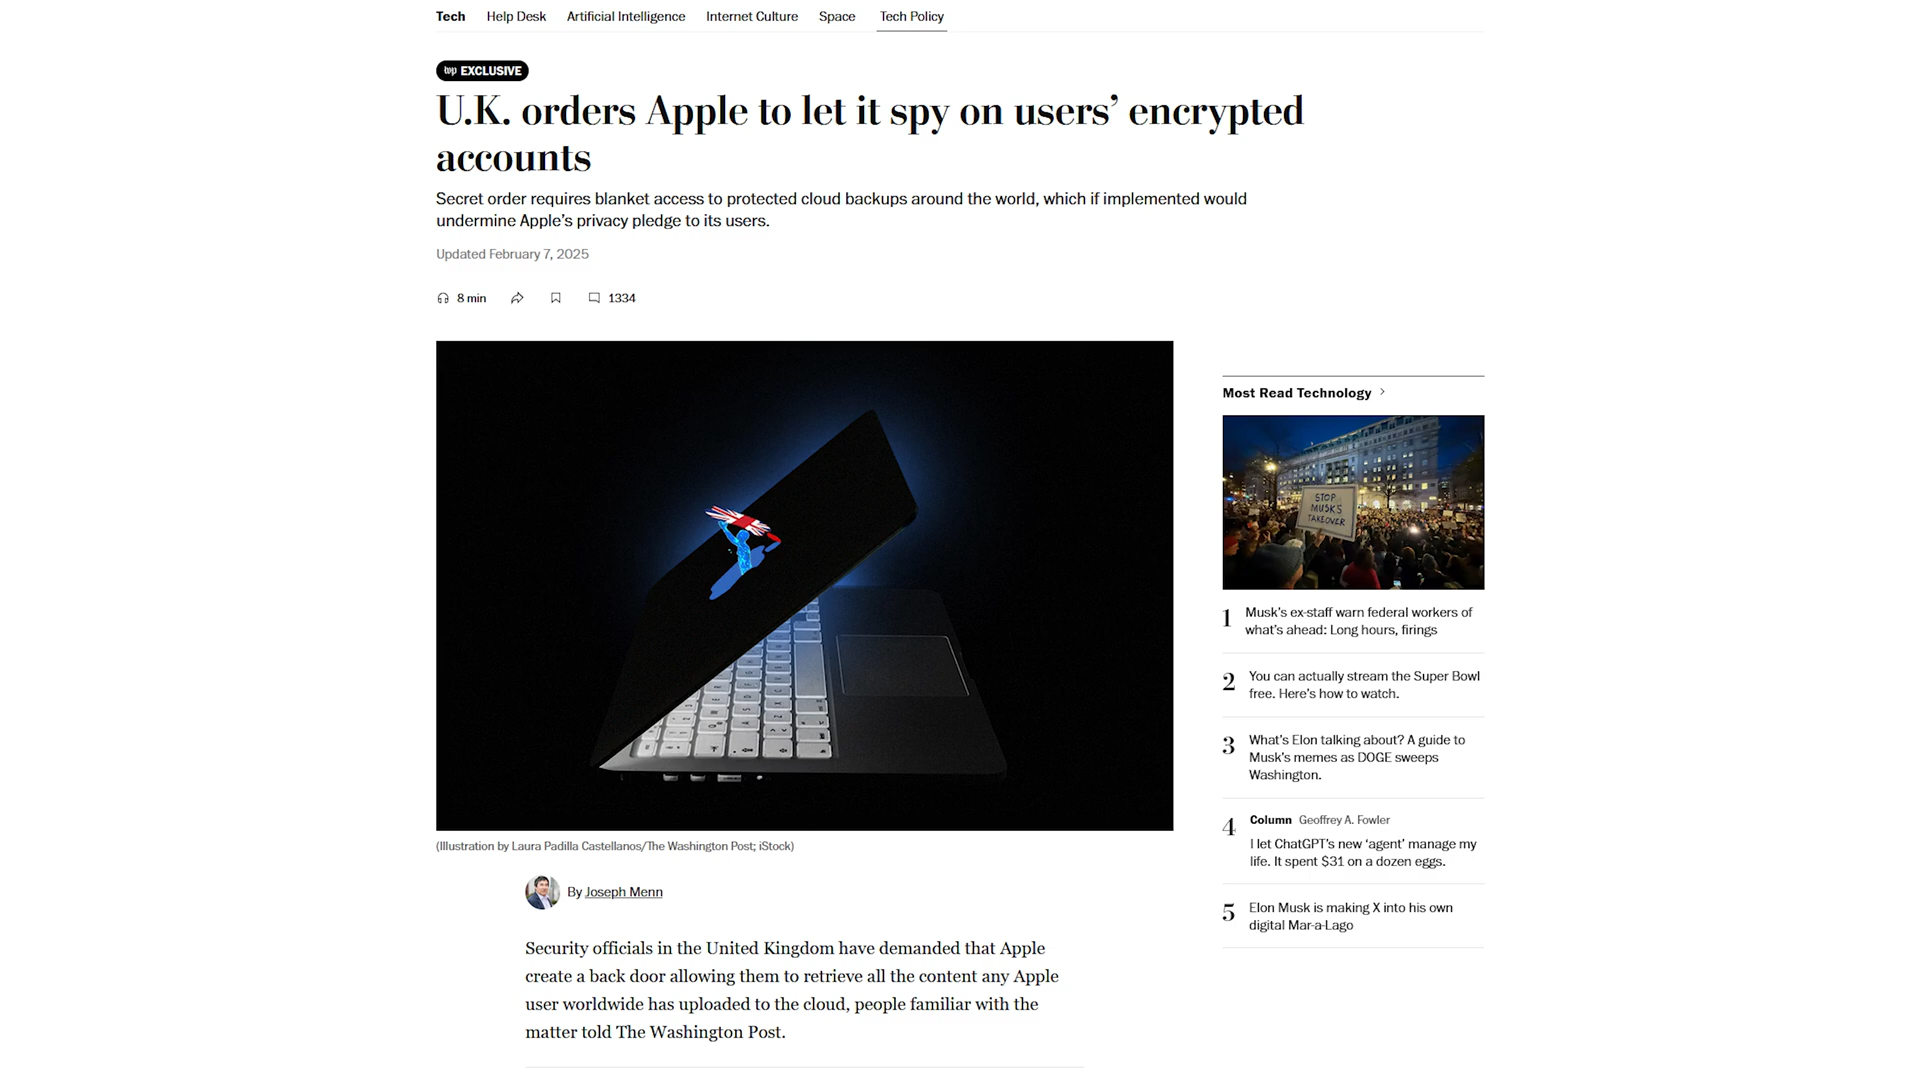 Tech Help Desk Artificial Intelligence Internet Culture Space Tech Policy
wp EXCLUSIVE
U.K. orders Apple to let it spy on users’ encrypted
accounts
Secret order requires blanket access to protected cloud backups around the world, which if implemented would
undermine Apple’s privacy pledge to its users.
Updated February 7, 2025
8 min 1334
(Illustration by Laura Padilla Castellanos/The Washington Post; iStock)
By Joseph Menn
Security officials in the United Kingdom have demanded that Apple
create a back door allowing them to retrieve all the content any Apple
user worldwide has uploaded to the cloud, people familiar with the
matter told The Washington Post.
Most Read Technology
STOP
MUSKS
TAKEOVER
1 Musk’s ex-staff warn federal workers of
what’s ahead: Long hours, firings
2 You can actually stream the Super Bowl
free. Here’s how to watch.
3 What’s Elon talking about? A guide to
Musk’s memes as DOGE sweeps
Washington.
4 Column Geoffrey A. Fowler
I let ChatGPT’s new ‘agent’ manage my
life. It spent $31 on a dozen eggs.
5 Elon Musk is making X into his own
digital Mar-a-Lago